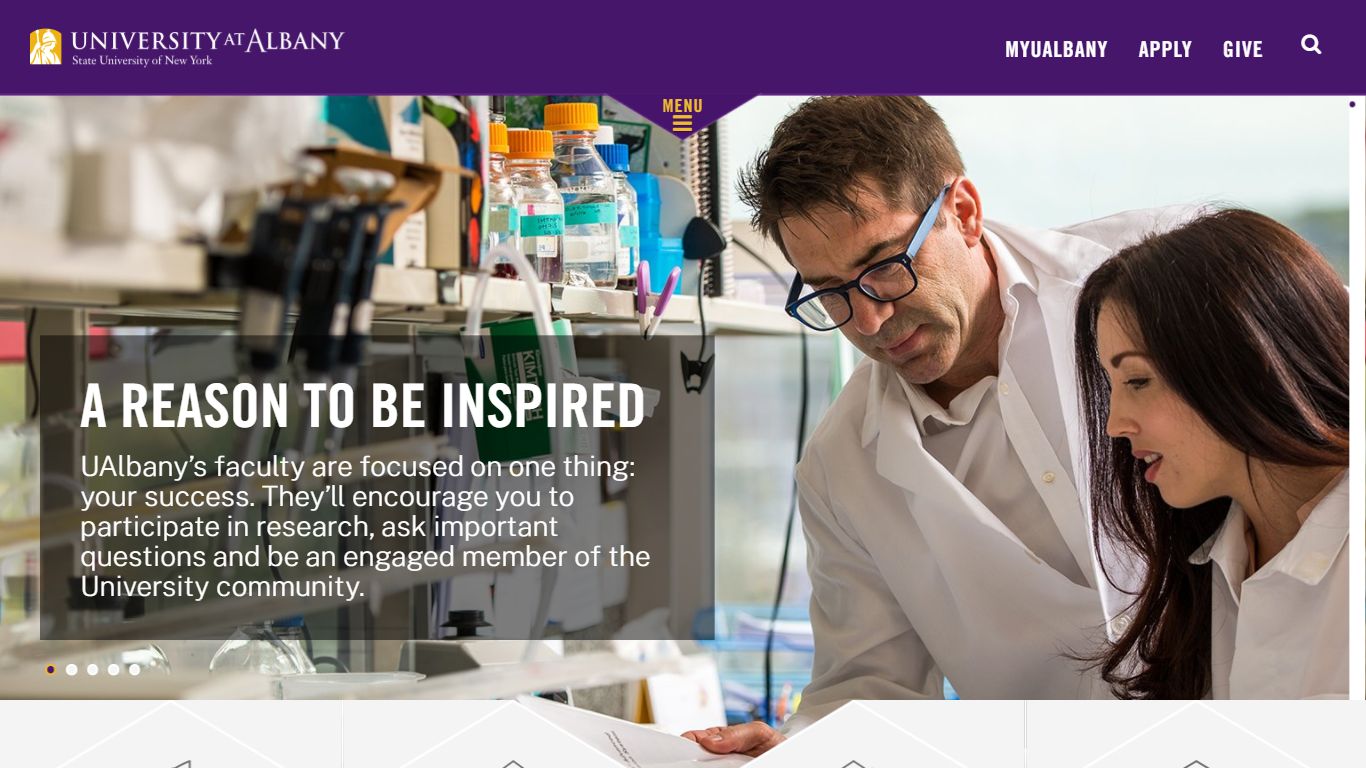 UNIVERSITY AT ALBANY
State University of New York
MYUALBANY
APPLY
GIVE
MENU
A REASON TO BE INSPIRED
UAlbany’s faculty are focused on one thing:
your success. They’ll encourage you to
participate in research, ask important
questions and be an engaged member of the
University community.